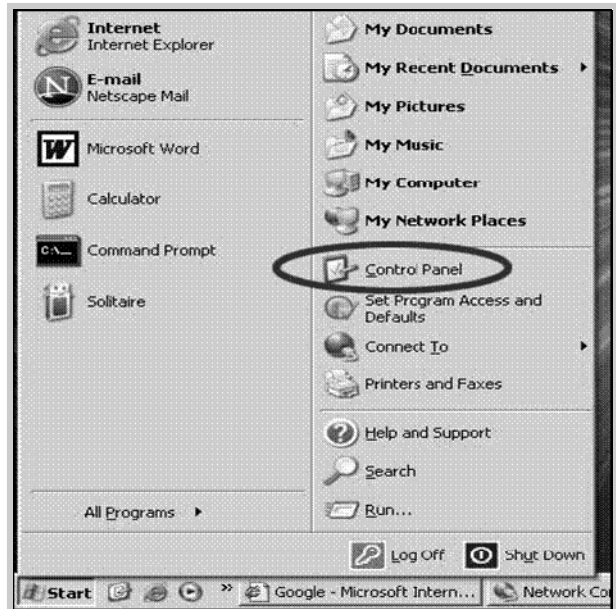 Internet
Internet Explorer
E-mail
Netscape Mail
Microsoft Word
Calculator
C:\_
Command Prompt
Solitaire
All Programs
My Documents
My Recent Documents
My Pictures
My Music
My Computer
My Network Places
Control Panel
Set Program Access and
Defaults
Connect To
Printers and Faxes
Help and Support
Search
Run...
Log Off
Shut Down
Start
»
Google - Microsoft Intern...
Network Co